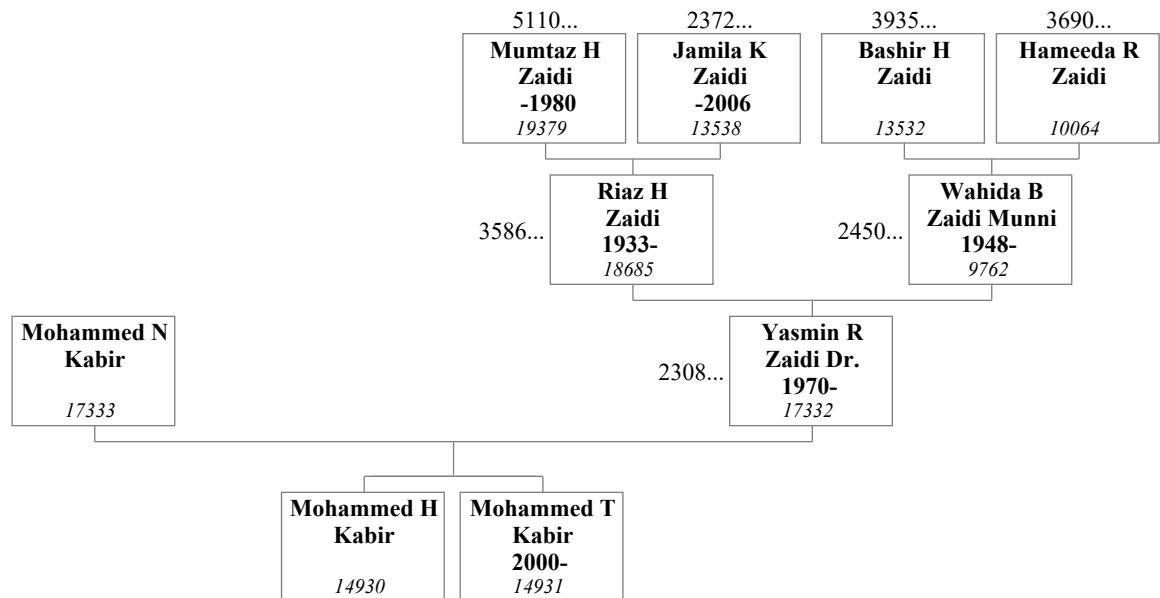 5110...
2372...
3935...
3690...
Mumtaz H
Zaidi
-1980
19379
Jamila K
Zaidi
-2006
13538
Bashir H
Zaidi
13532
Hameeda R
Zaidi
10064
3586...
Riaz H
Zaidi
1933-
18685
2450...
Wahida B
Zaidi Munni
1948-
9762
Mohammed N
Kabir
17333
2308...
Yasmin R
Zaidi Dr.
1970-
17332
Mohammed H
Kabir
14930
Mohammed T
Kabir
2000-
14931